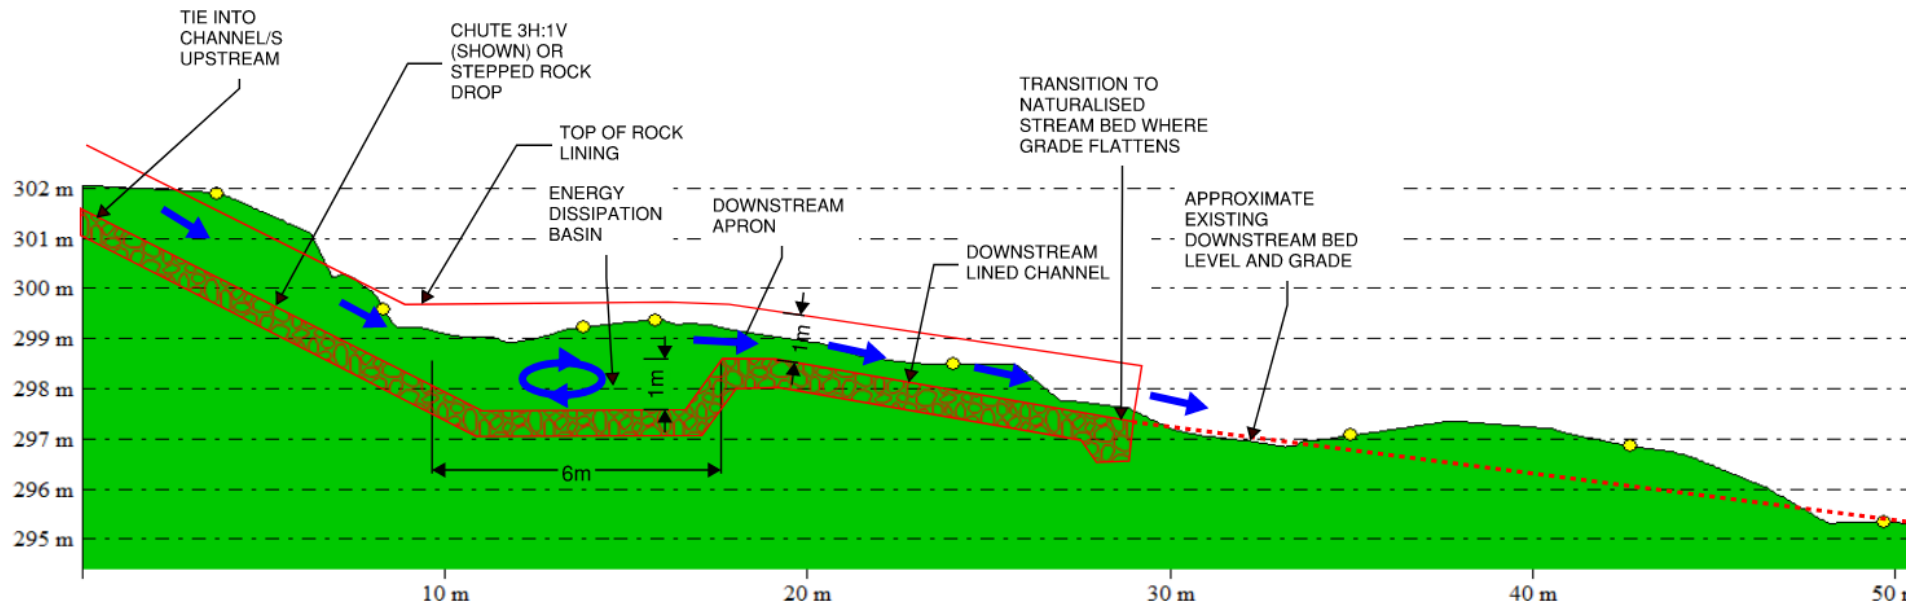 TIE INTO
CHANNEL/S
UPSTREAM
CHUTE 3H:1V
(SHOWN) OR
STEPPED ROCK
DROP
TOP OF ROCK
LINING
ENERGY
DISSIPATION
BASIN
DOWNSTREAM
APRON
DOWNSTREAM
LINED CHANNEL
TRANSITION TO
NATURALISED
STREAM BED WHERE
GRADE FLATTENS
APPROXIMATE
EXISTING
DOWNSTREAM BED
LEVEL AND GRADE
302 m
301 m
300 m
299 m
298 m
297 m
296 m
295 m
1m
1m
6m
10 m
20 m
30 m
40 m
50